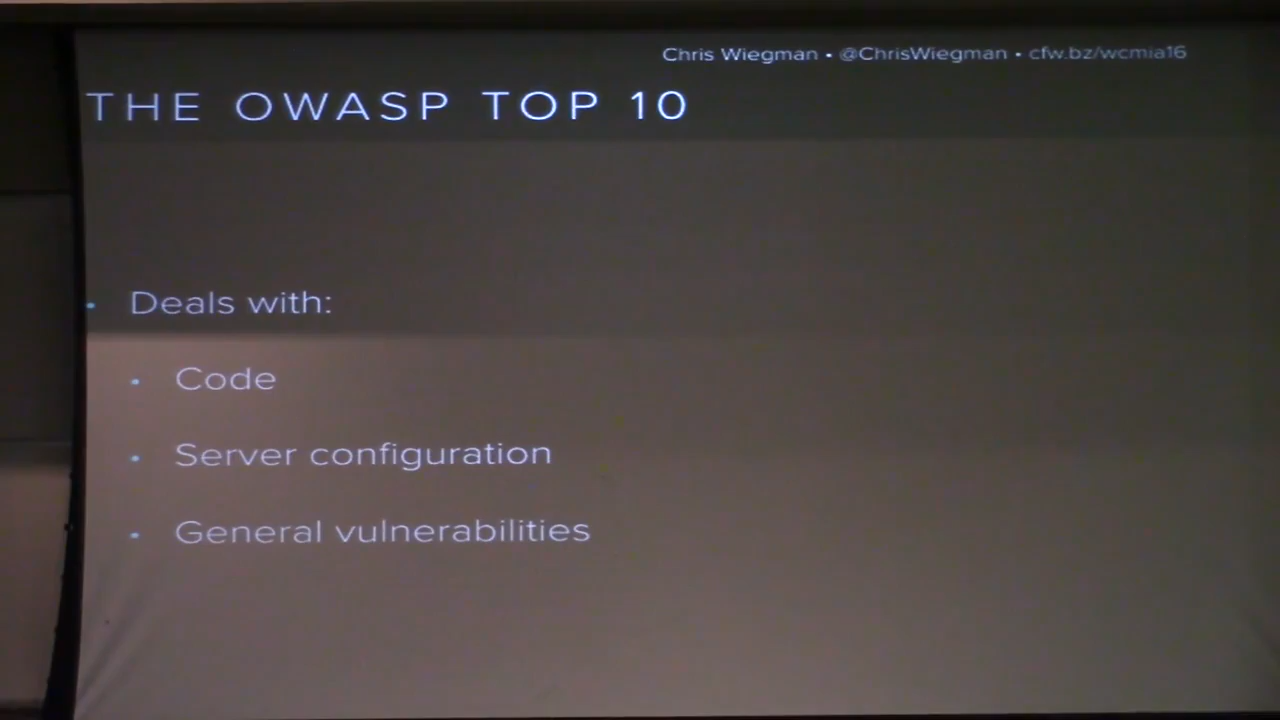 Chris Wiegman • @ChrisWiegman • cfw.bz/wcmia16
THE OWASP TOP 10
• Deals with:
• Code
• Server configuration
• General vulnerabilities